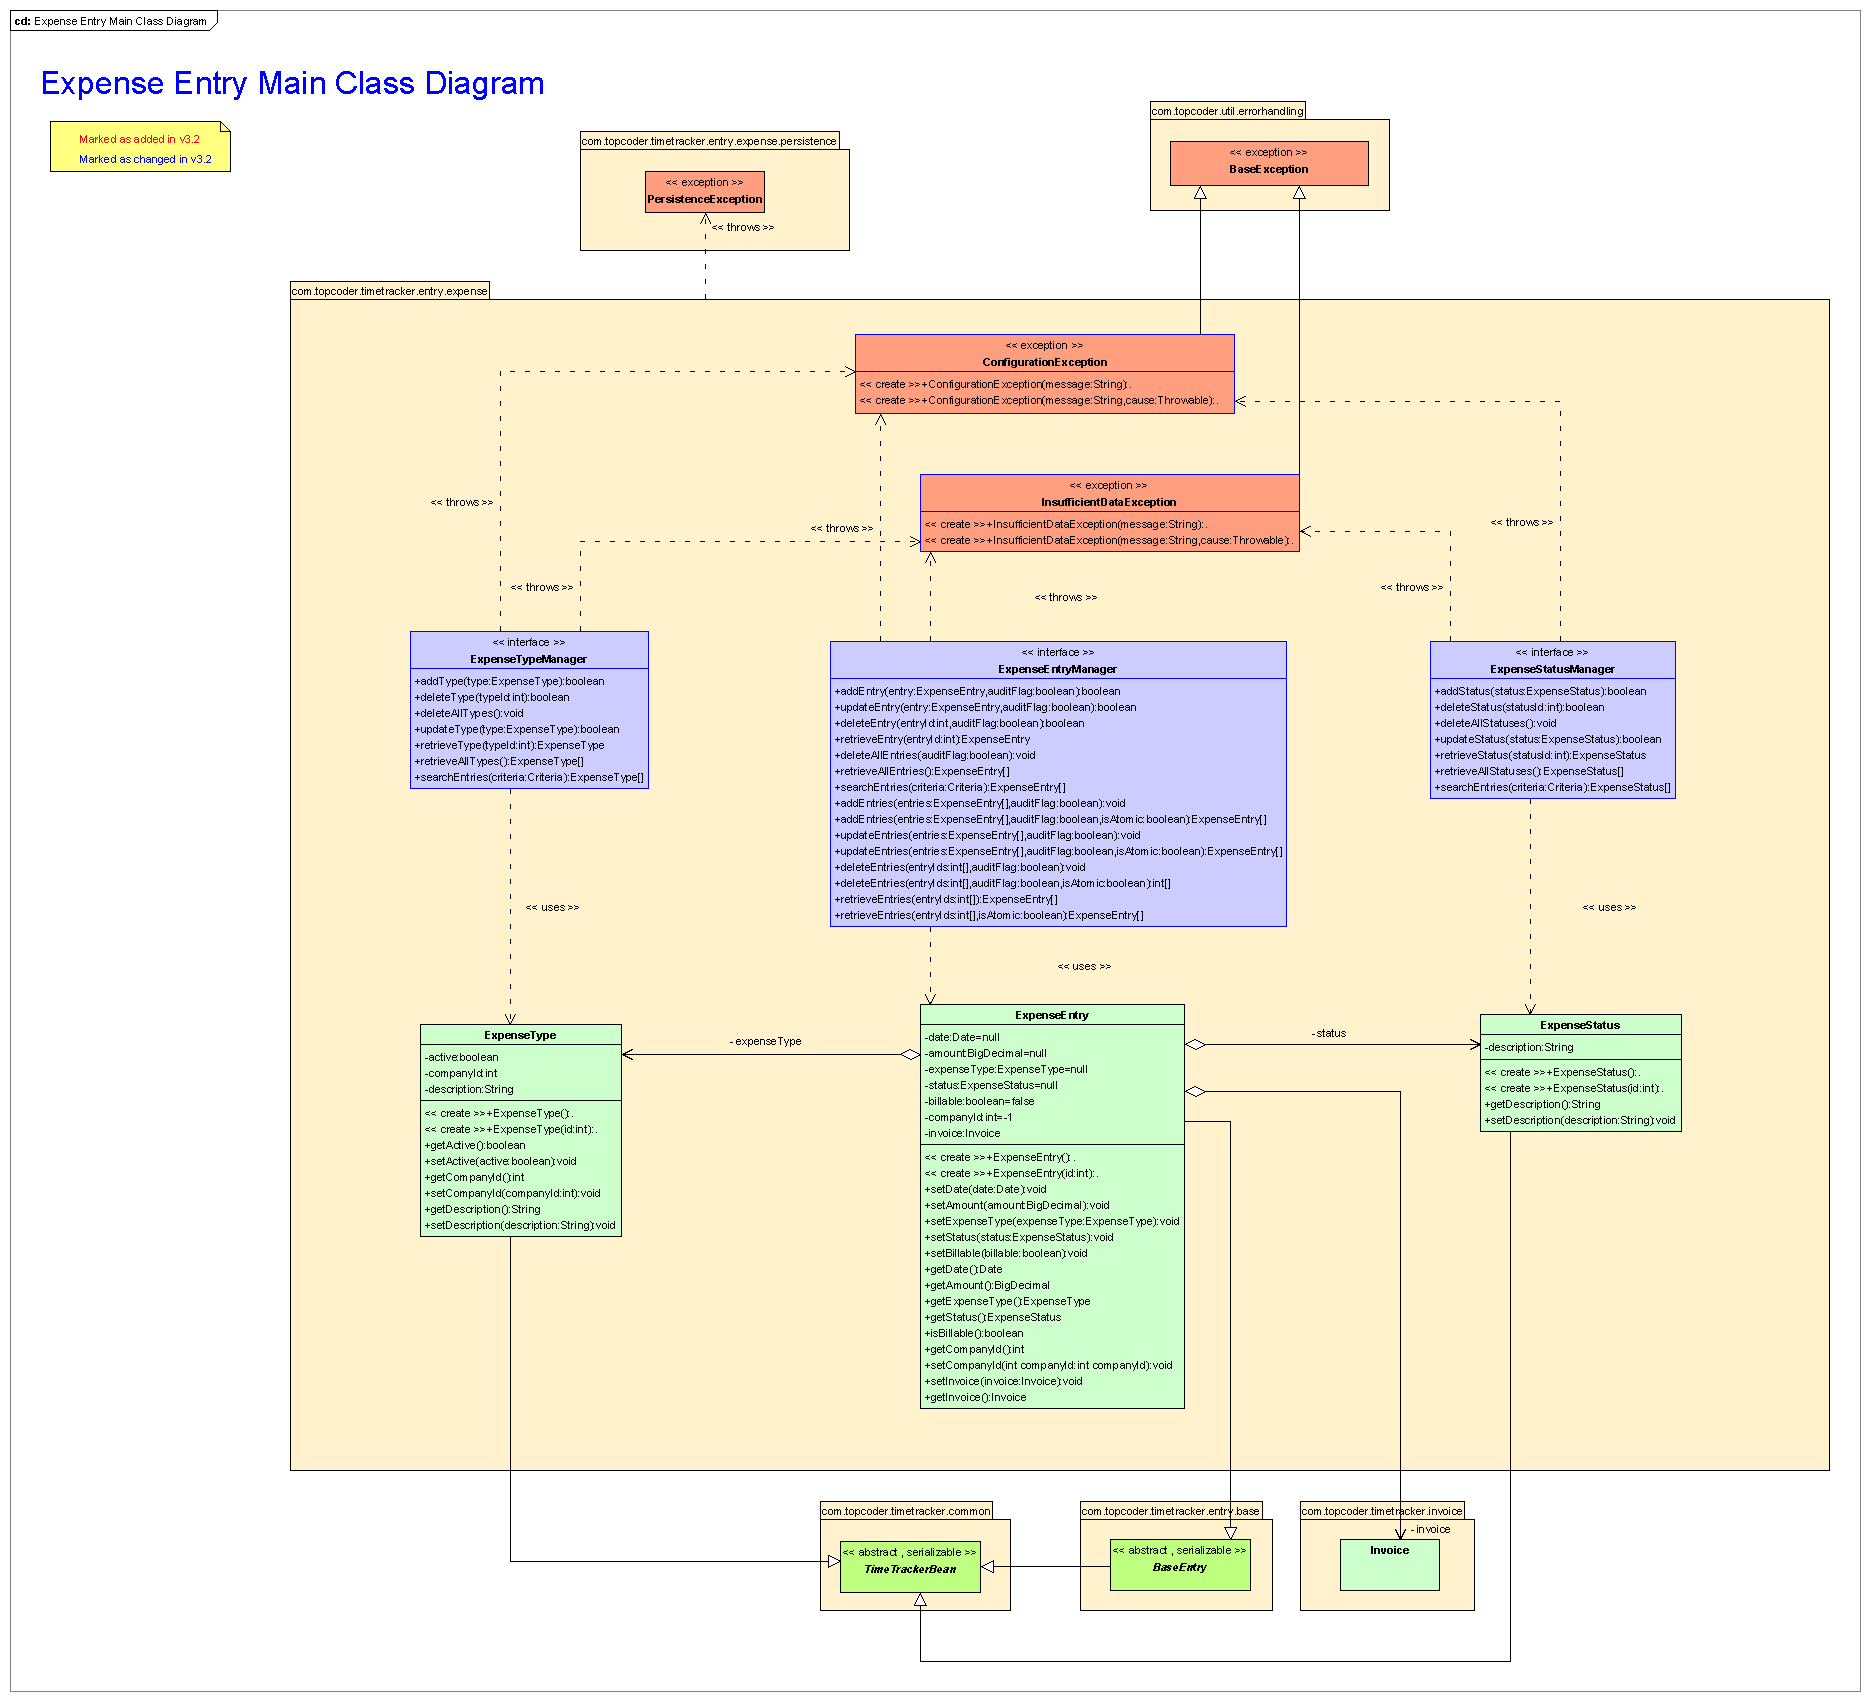 cd: Expense Entry Main Class Diagram
Expense Entry Main Class Diagram
Marked as added in v3.2
Marked as changed in v3.2
com.topcoder.util.errorhandling
<< exception >>
BaseException
com.topcoder.timetracker.entry.expense.persistence
<< exception >>
PersistenceException
<< throws >>
com.topcoder.timetracker.entry.expense
<< exception >>
ConfigurationException
<< create >>+ConfigurationException(message:String):.
<< create >>+ConfigurationException(message:String,cause:Throwable):.
<< exception >>
InsufficientDataException
<< create >>+InsufficientDataException(message:String):.
<< create >>+InsufficientDataException(message:String,cause:Throwable):.
<< throws >>
<< throws >>
<< throws >>
<< throws >>
<< throws >>
<< throws >>
<< interface >>
ExpenseTypeManager
+addType(type:ExpenseType):boolean
+deleteType(typeId:int):boolean
+deleteAllTypes():void
+updateType(type:ExpenseType):boolean
+retrieveType(typeId:int):ExpenseType
+retrieveAllTypes():ExpenseType[]
+searchEntries(criteria:Criteria):ExpenseType[]
<< interface >>
ExpenseEntryManager
+addEntry(entry:ExpenseEntry,auditFlag:boolean):boolean
+updateEntry(entry:ExpenseEntry,auditFlag:boolean):boolean
+deleteEntry(entryId:int,auditFlag:boolean):boolean
+retrieveEntry(entryId:int):ExpenseEntry
+deleteAllEntries(auditFlag:boolean):void
+retrieveAllEntries():ExpenseEntry[]
+searchEntries(criteria:Criteria):ExpenseEntry[]
+addEntries(entries:ExpenseEntry[],auditFlag:boolean):void
+addEntries(entries:ExpenseEntry[],auditFlag:boolean,isAtomic:boolean):ExpenseEntry[]
+updateEntries(entries:ExpenseEntry[],auditFlag:boolean):void
+updateEntries(entries:ExpenseEntry[],auditFlag:boolean,isAtomic:boolean):ExpenseEntry[]
+deleteEntries(entryIds:int[],auditFlag:boolean):void
+deleteEntries(entryIds:int[],auditFlag:boolean,isAtomic:boolean):int[]
+retrieveEntries(entryIds:int[]):ExpenseEntry[]
+retrieveEntries(entryIds:int[],isAtomic:boolean):ExpenseEntry[]
<< interface >>
ExpenseStatusManager
+addStatus(status:ExpenseStatus):boolean
+deleteStatus(statusId:int):boolean
+deleteAllStatuses():void
+updateStatus(status:ExpenseStatus):boolean
+retrieveStatus(statusId:int):ExpenseStatus
+retrieveAllStatuses():ExpenseStatus[]
+searchEntries(criteria:Criteria):ExpenseStatus[]
<< uses >>
<< uses >>
<< uses >>
ExpenseType
-active:boolean
-companyId:int
-description:String
<< create >>+ExpenseType():.
<< create >>+ExpenseType(id:int):.
+getActive():boolean
+setActive(active:boolean):void
+getCompanyId():int
+setCompanyId(companyId:int):void
+getDescription():String
+setDescription(description:String):void
-expenseType
ExpenseEntry
-date:Date=null
-amount:BigDecimal=null
-expenseType:ExpenseType=null
-status:ExpenseStatus=null
-billable:boolean=false
-companyId:int=-1
-invoice:Invoice
<< create >>+ExpenseEntry():.
<< create >>+ExpenseEntry(id:int):.
+setDate(date:Date):void
+setAmount(amount:BigDecimal):void
+setExpenseType(expenseType:ExpenseType):void
+setStatus(status:ExpenseStatus):void
+setBillable(billable:boolean):void
+getDate():Date
+getAmount():BigDecimal
+getExpenseType():ExpenseType
+getStatus():ExpenseStatus
+isBillable():boolean
+getCompanyId():int
+setCompanyId(int companyId:int companyId):void
+setInvoice(invoice:Invoice):void
+getInvoice():Invoice
-status
ExpenseStatus
-description:String
<< create >>+ExpenseStatus():.
<< create >>+ExpenseStatus(id:int):.
+getDescription():String
+setDescription(description:String):void
com.topcoder.timetracker.common
<< abstract , serializable >>
TimeTrackerBean
com.topcoder.timetracker.entry.base
<< abstract , serializable >>
BaseEntry
com.topcoder.timetracker.invoice
-invoice
Invoice